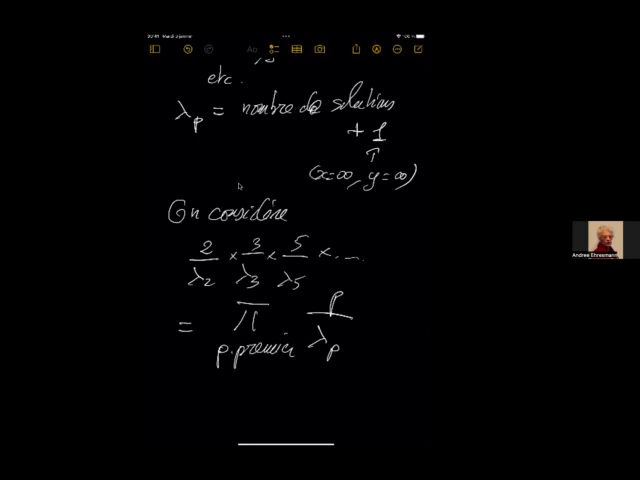 etc.
λp = nombre de solutions
+ 1
↑
(x=∞, y=∞)
On considère
2/λ2 × 3/λ3 × 5/λ5 × ....
= π p/λp
p.premier
Andree Ehresmann